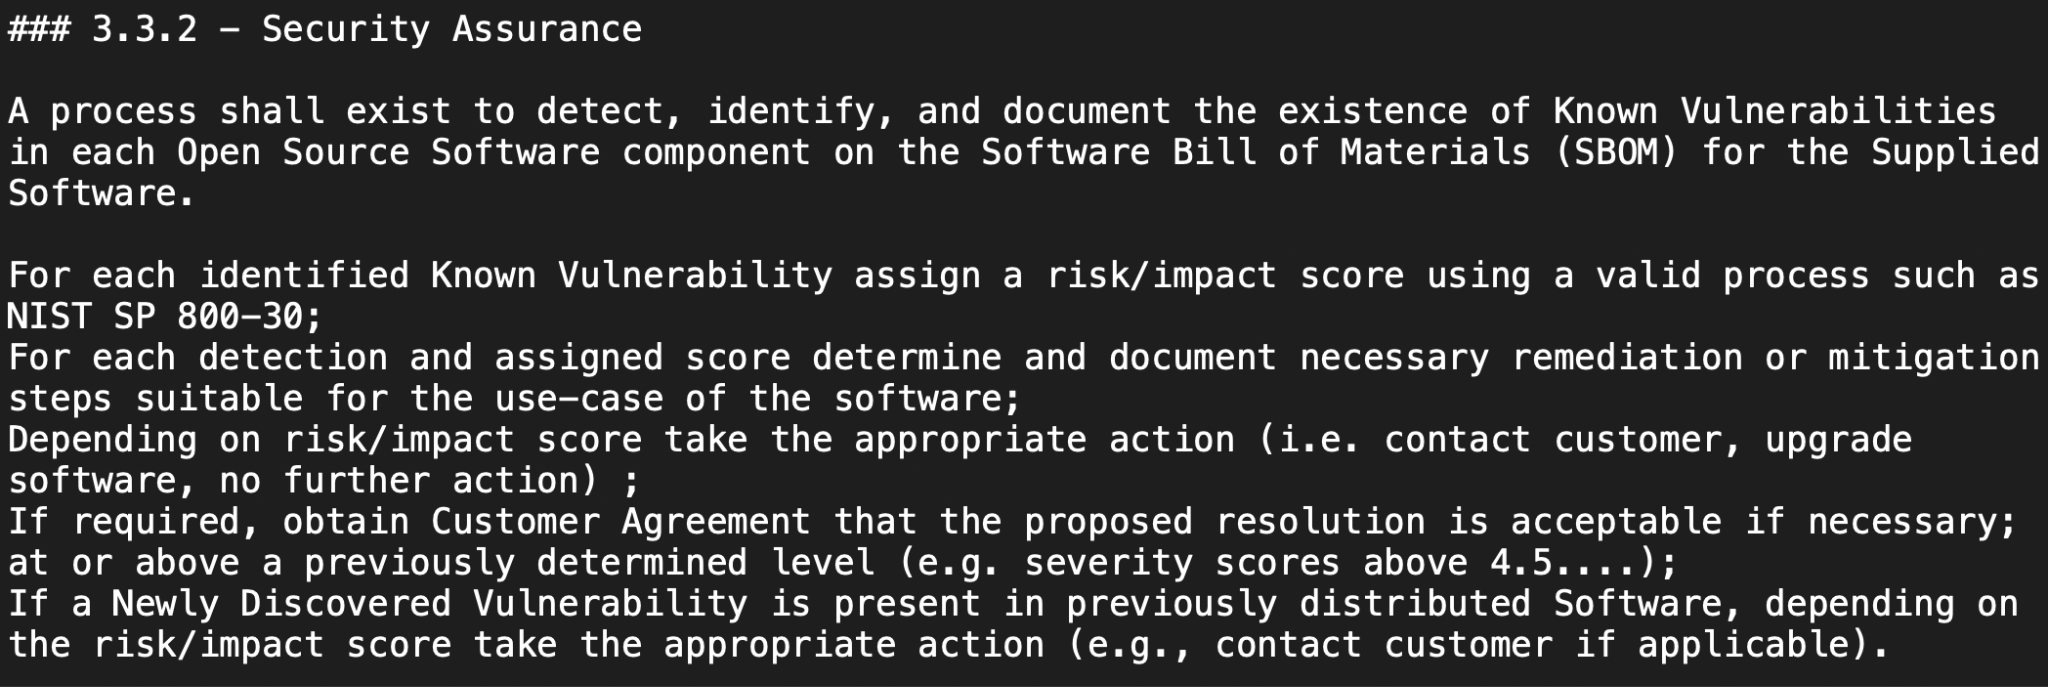 ### 3.3.2 – Security Assurance
A process shall exist to detect, identify, and document the existence of Known Vulnerabilities
in each Open Source Software component on the Software Bill of Materials (SBOM) for the Supplied
Software.
For each identified Known Vulnerability assign a risk/impact score using a valid process such as
NIST SP 800-30;
For each detection and assigned score determine and document necessary remediation or mitigation
steps suitable for the use-case of the software;
Depending on risk/impact score take the appropriate action (i.e. contact customer, upgrade
software, no further action) ;
If required, obtain Customer Agreement that the proposed resolution is acceptable if necessary;
at or above a previously determined level (e.g. severity scores above 4.5....);
If a Newly Discovered Vulnerability is present in previously distributed Software, depending on
the risk/impact score take the appropriate action (e.g., contact customer if applicable).